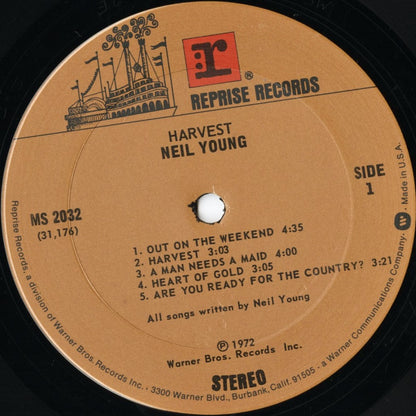 r ®
REPRISE RECORDS
HARVEST
NEIL YOUNG
MS 2032
(31,176)
SIDE
1
1. OUT ON THE WEEKEND 4:35
2. HARVEST 3:03
3. A MAN NEEDS A MAID 4:00
4. HEART OF GOLD 3:05
5. ARE YOU READY FOR THE COUNTRY? 3:21
All songs written by Neil Young
Ⓟ 1972
Warner Bros. Records Inc.
STEREO
Reprise Records, a division of Warner Bros. Records Inc. • 3300 Warner Blvd., Burbank, Calif. 91505 • a Warner Communications Company • Made in U.S.A.